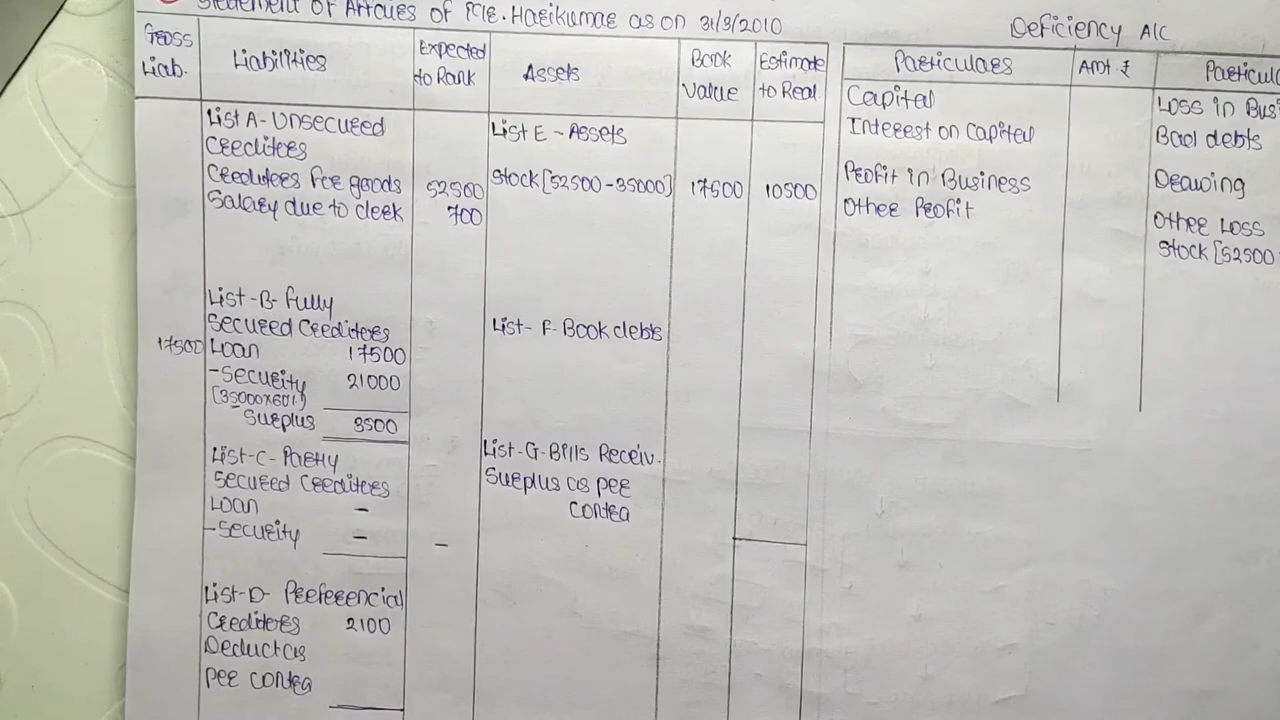 Statement of Affaires of Mr. Harikumar as on 31/3/2010
Gross Liab.
Liabilities
Expected to Rank
Assets
Book Value
Estimate to Real
List A - Unsecured
Creditors
Creditors for goods 52500
Salary due to clerk 700
List E - Assets
Stock [52500 - 35000] 17500 10500
List - B - Fully
Secured Creditors
17500 Loan 17500
- Security 21000
[35000x60%]
Surplus 3500
List - F - Book debts
List - C - Partly
Secured Creditors
Loan –
- Security – –
List - G - Bills Receiv.
Surplus as per
contra
List - D - Preferencial
Creditors 2100
Deduct as
per contra
Deficiency A/C
Particulars Amt ₹
Capital
Interest on Capital
Profit in Business
Other Profit
Loss in
Bad debts
Drawing
Other Loss
Stock [52500